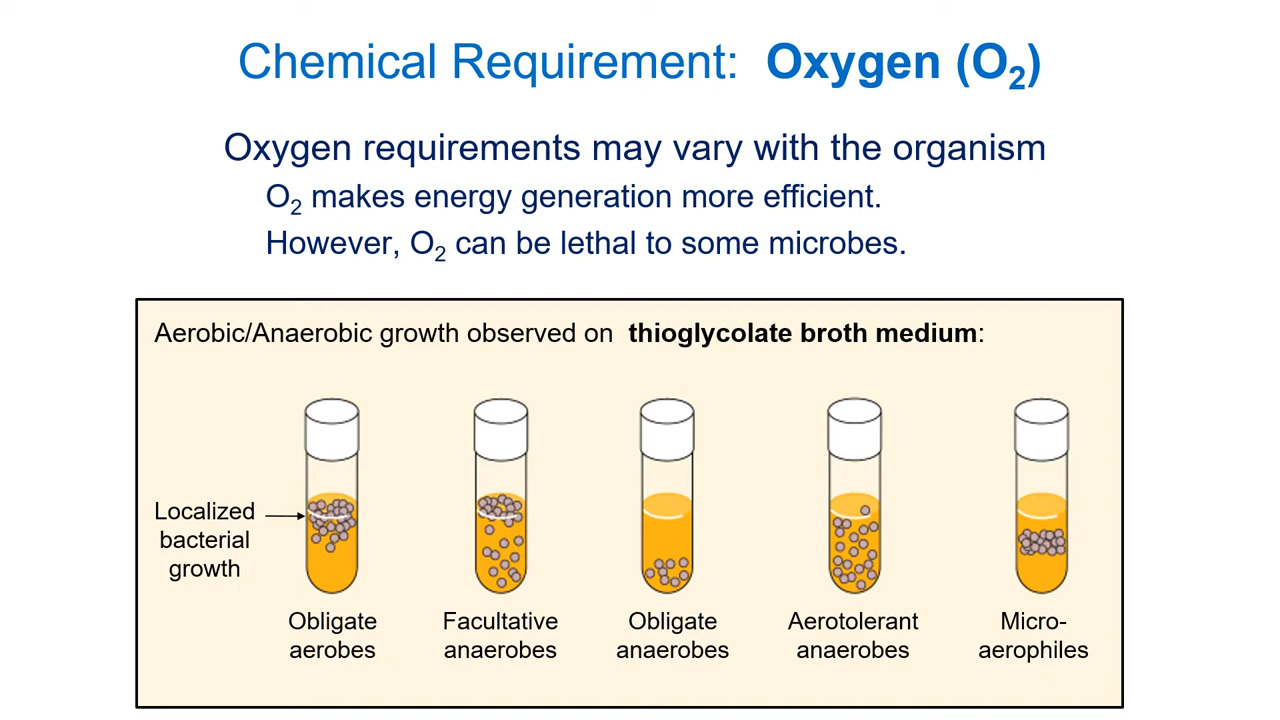 Chemical Requirement: Oxygen (O₂)
Oxygen requirements may vary with the organism
O₂ makes energy generation more efficient.
However, O₂ can be lethal to some microbes.
Aerobic/Anaerobic growth observed on thioglycolate broth medium:
Localized
bacterial
growth
Obligate
aerobes
Facultative
anaerobes
Obligate
anaerobes
Aerotolerant
anaerobes
Micro-
aerophiles